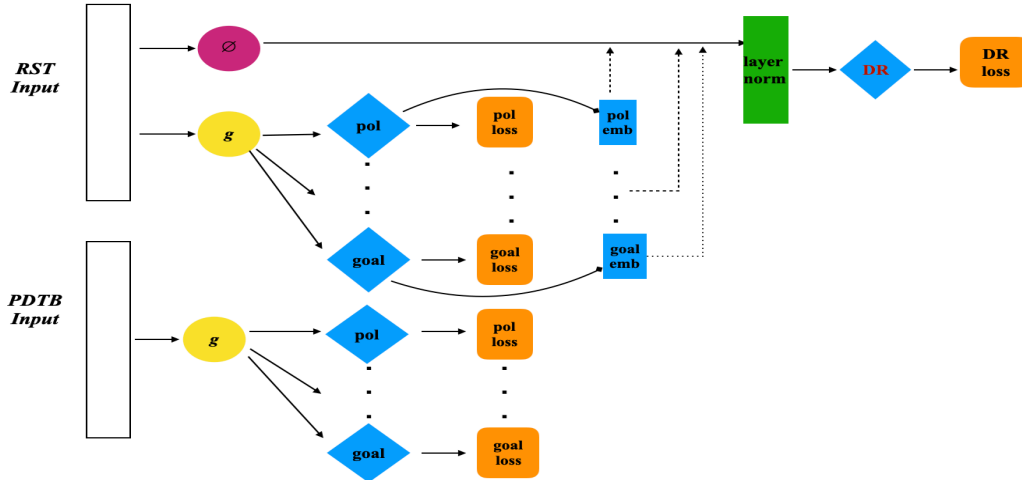 RST
Input
∅
g
pol
pol
loss
pol
emb
layer
norm
DR
DR
loss
goal
goal
loss
goal
emb
PDTB
Input
g
pol
pol
loss
goal
goal
loss